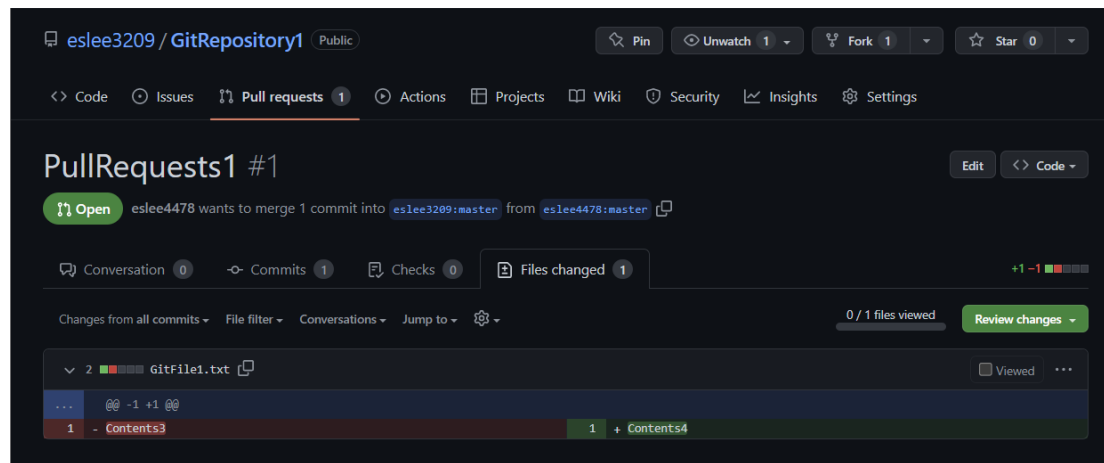 eslee3209 / GitRepository1 Public
Pin Unwatch 1 Fork 1 Star 0
<> Code Issues Pull requests 1 Actions Projects Wiki Security Insights Settings
PullRequests1 #1
Edit <> Code
Open eslee4478 wants to merge 1 commit into eslee3209:master from eslee4478:master
Conversation 0 Commits 1 Checks 0 Files changed 1 +1 −1
Changes from all commits File filter Conversations Jump to 0 / 1 files viewed Review changes
2 GitFile1.txt Viewed ...
... @@ -1 +1 @@
1 - Contents3 1 + Contents4